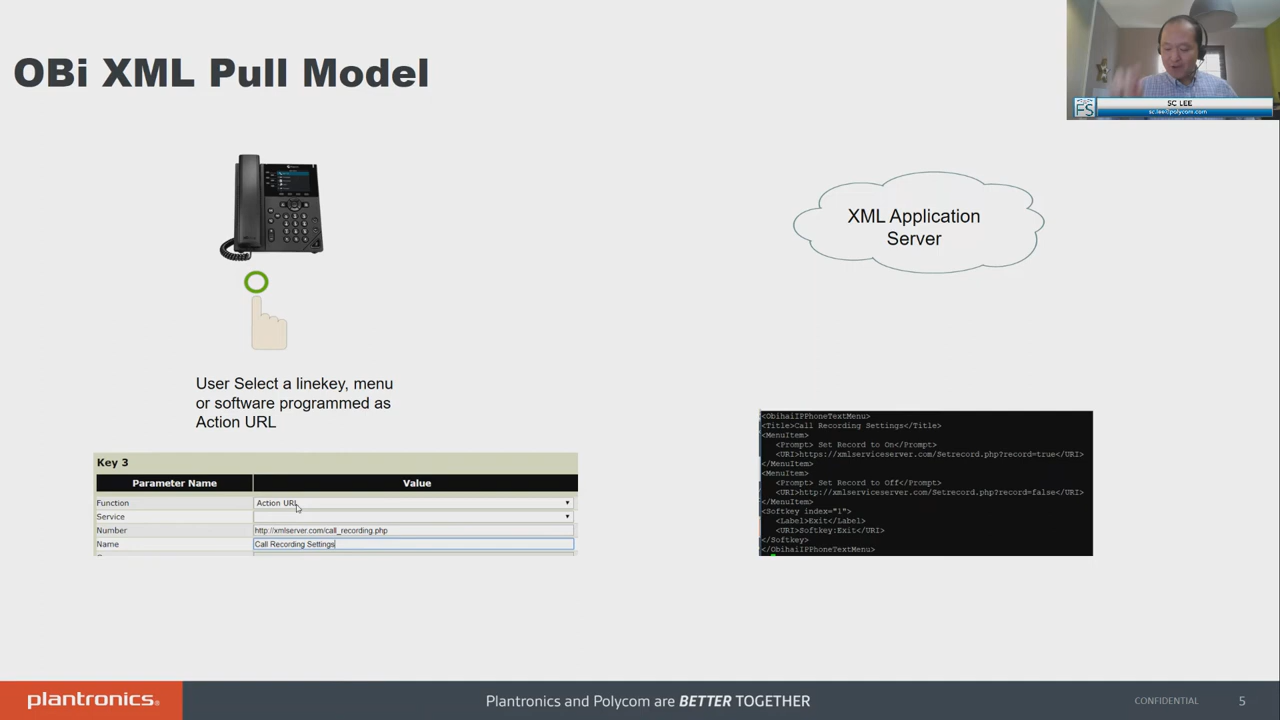 OBi XML Pull Model
SC LEE
sc.lee@polycom.com
XML Application
Server
User Select a linekey, menu
or software programmed as
Action URL
Key 3
Parameter Name Value
Function Action URL
Service
Number http://xmlserver.com/call_recording.php
Name Call Recording Settings
<ObihaiIPPhoneTextMenu>
<Title>Call Recording Settings</Title>
<MenuItem>
<Prompt> Set Record to On</Prompt>
<URI>https://xmlserviceserver.com/Setrecord.php?record=true</URI>
</MenuItem>
<MenuItem>
<Prompt> Set Record to Off</Prompt>
<URI>http://xmlserviceserver.com/Setrecord.php?record=false</URI>
</MenuItem>
<Softkey index="1">
<Label>Exit</Label>
<URI>Softkey:Exit</URI>
</Softkey>
</ObihaiIPPhoneTextMenu>
plantronics.
Plantronics and Polycom are BETTER TOGETHER
CONFIDENTIAL
5